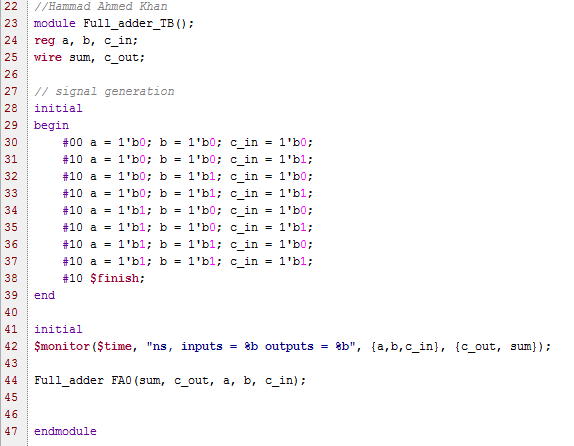 22 //Hammad Ahmed Khan
23 module Full_adder_TB();
24 reg a, b, c_in;
25 wire sum, c_out;
26
27 // signal generation
28 initial
29 begin
30 #00 a = 1'b0; b = 1'b0; c_in = 1'b0;
31 #10 a = 1'b0; b = 1'b0; c_in = 1'b1;
32 #10 a = 1'b0; b = 1'b1; c_in = 1'b0;
33 #10 a = 1'b0; b = 1'b1; c_in = 1'b1;
34 #10 a = 1'b1; b = 1'b0; c_in = 1'b0;
35 #10 a = 1'b1; b = 1'b0; c_in = 1'b1;
36 #10 a = 1'b1; b = 1'b1; c_in = 1'b0;
37 #10 a = 1'b1; b = 1'b1; c_in = 1'b1;
38 #10 $finish;
39 end
40
41 initial
42 $monitor($time, "ns, inputs = %b outputs = %b", {a,b,c_in}, {c_out, sum});
43
44 Full_adder FA0(sum, c_out, a, b, c_in);
45
46
47 endmodule